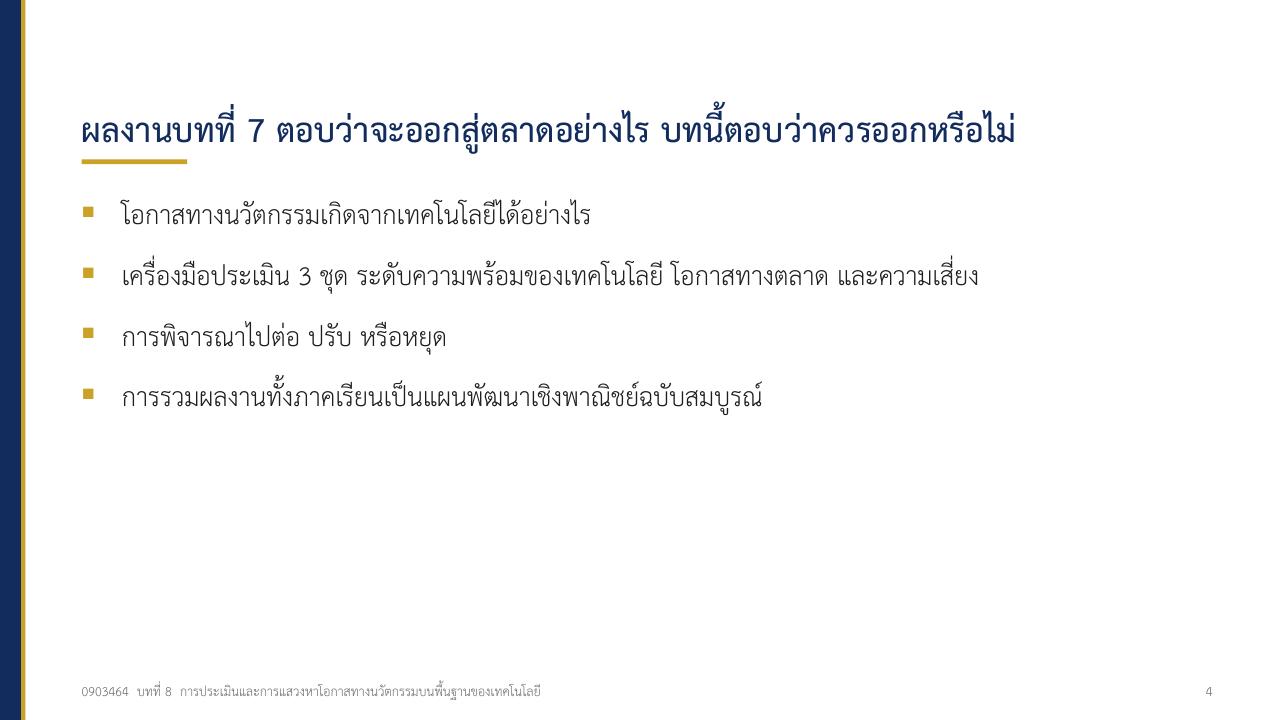 ผลงานบทที่ 7 ตอบว่าจะออกสู่ตลาดอย่างไร บทนี้ตอบว่าควรออกหรือไม่
โอกาสทางนวัตกรรมเกิดจากเทคโนโลยีได้อย่างไร
เครื่องมือประเมิน 3 ชุด ระดับความพร้อมของเทคโนโลยี โอกาสทางตลาด และความเสี่ยง
การพิจารณาไปต่อ ปรับ หรือหยุด
การรวมผลงานทั้งภาคเรียนเป็นแผนพัฒนาเชิงพาณิชย์ฉบับสมบูรณ์
0903464 บทที่ 8 การประเมินและการแสวงหาโอกาสทางนวัตกรรมบนพื้นฐานของเทคโนโลยี
4